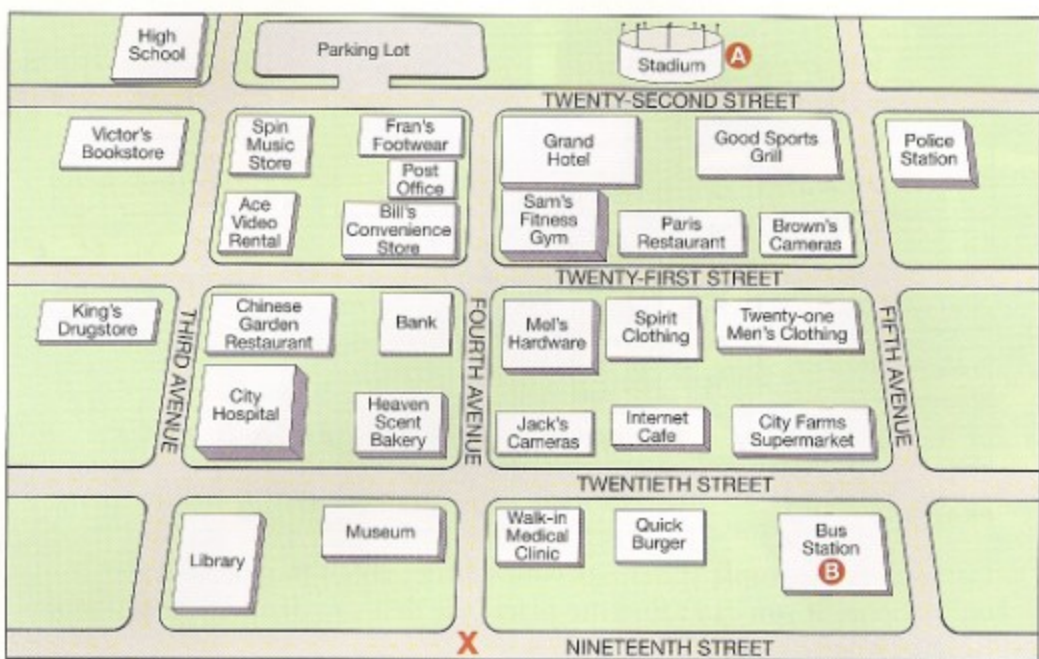 High
School
Parking Lot
Stadium
A
TWENTY-SECOND STREET
Victor's
Bookstore
Spin
Music
Store
Fran's
Footwear
Post
Office
Grand
Hotel
Good Sports
Grill
Police
Station
Ace
Video
Rental
Bill's
Convenience
Store
Sam's
Fitness
Gym
Paris
Restaurant
Brown's
Cameras
TWENTY-FIRST STREET
King's
Drugstore
THIRD AVENUE
Chinese
Garden
Restaurant
Bank
FOURTH AVENUE
Mel's
Hardware
Spirit
Clothing
Twenty-one
Men's Clothing
FIFTH AVENUE
City
Hospital
Heaven
Scent
Bakery
Jack's
Cameras
Internet
Cafe
City Farms
Supermarket
TWENTIETH STREET
Library
Museum
Walk-in
Medical
Clinic
Quick
Burger
Bus
Station
B
X
NINETEENTH STREET